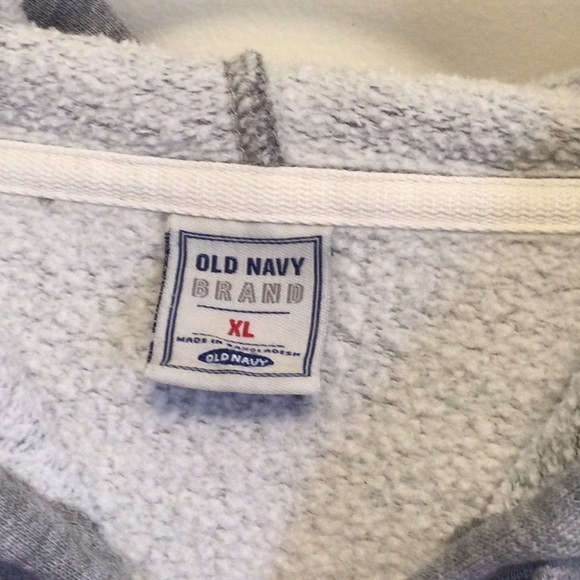 OLD NAVY
BRAND
XL
MADE IN BANGLADESH
OLD NAVY